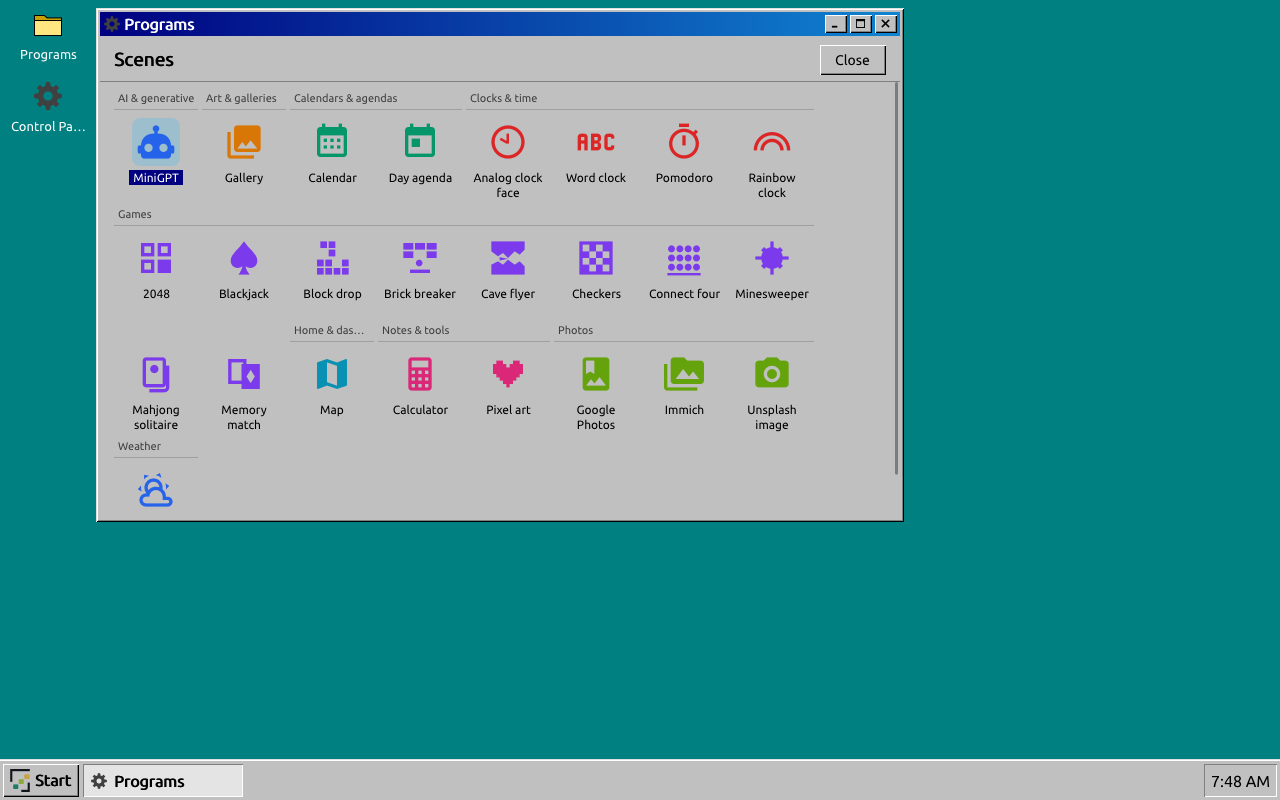 Programs
Control Pa...
Programs
Scenes
Close
AI & generative
Art & galleries
Calendars & agendas
Clocks & time
MiniGPT
Gallery
Calendar
Day agenda
Analog clock
face
ABC
Word clock
Pomodoro
Rainbow
clock
Games
2048
Blackjack
Block drop
Brick breaker
Cave flyer
Checkers
Connect four
Minesweeper
Home & das...
Notes & tools
Photos
Mahjong
solitaire
Memory
match
Map
Calculator
Pixel art
Google
Photos
Immich
Unsplash
image
Weather
Start
Programs
7:48 AM